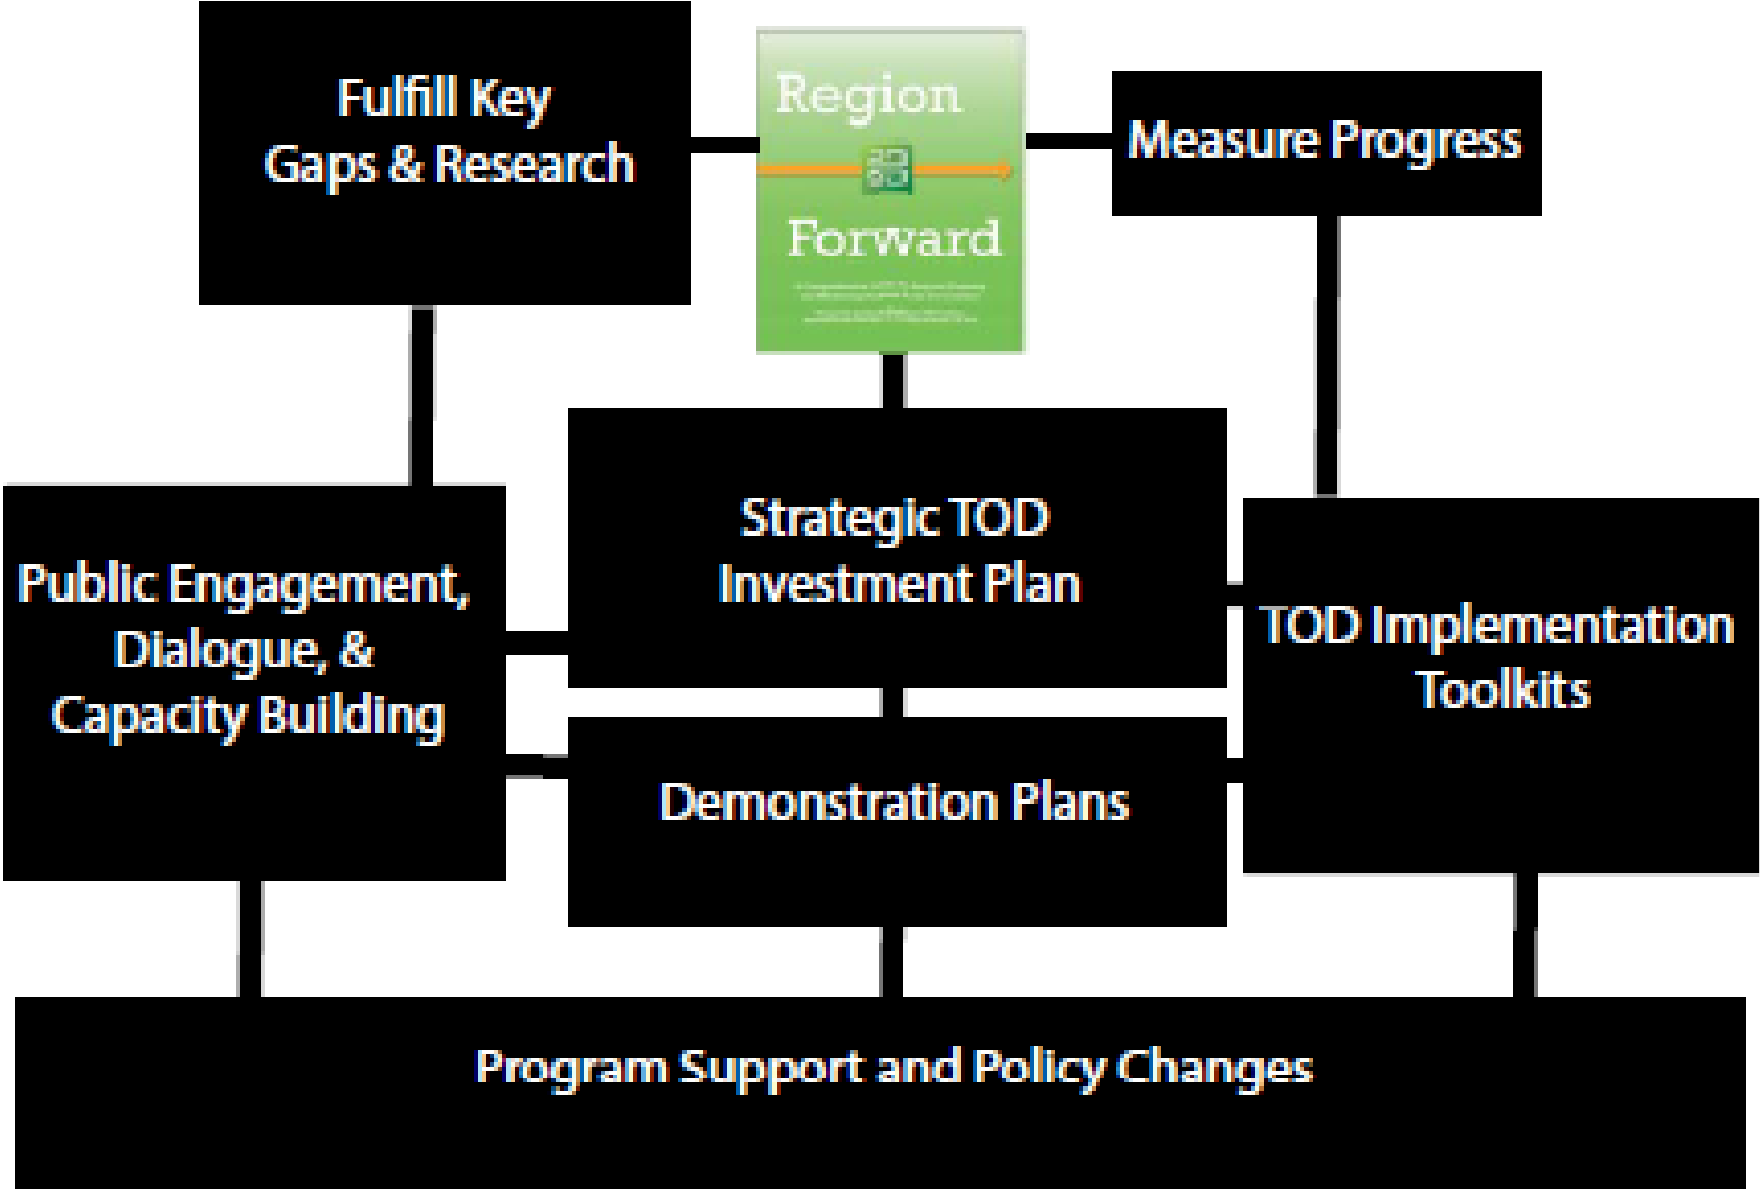 Fulfill Key
Gaps & Research
Region
Forward
Measure Progress
Strategic TOD
Investment Plan
Public Engagement,
Dialogue, &
Capacity Building
TOD Implementation
Toolkits
Demonstration Plans
Program Support and Policy Changes